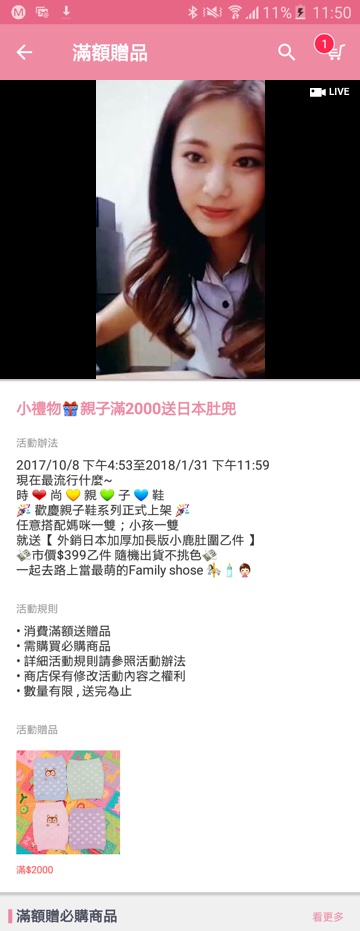 11% 11:50
滿額贈品
1
LIVE
小禮物🎁親子滿2000送日本肚兜
活動辦法
2017/10/8 下午4:53至2018/1/31 下午11:59
現在最流行什麼~
時❤️尚💛親💚子💙鞋
🎉 歡慶親子鞋系列正式上架 🎉
任意搭配媽咪一雙；小孩一雙
就送【 外銷日本加厚加長版小鹿肚圍乙件 】
💸市價$399乙件 隨機出貨不挑色💸
一起去路上當最萌的Family shose
活動規則
• 消費滿額送贈品
• 需購買必購商品
• 詳細活動規則請參照活動辦法
• 商店保有修改活動內容之權利
• 數量有限 , 送完為止
活動贈品
滿$2000
滿額贈必購商品
看更多